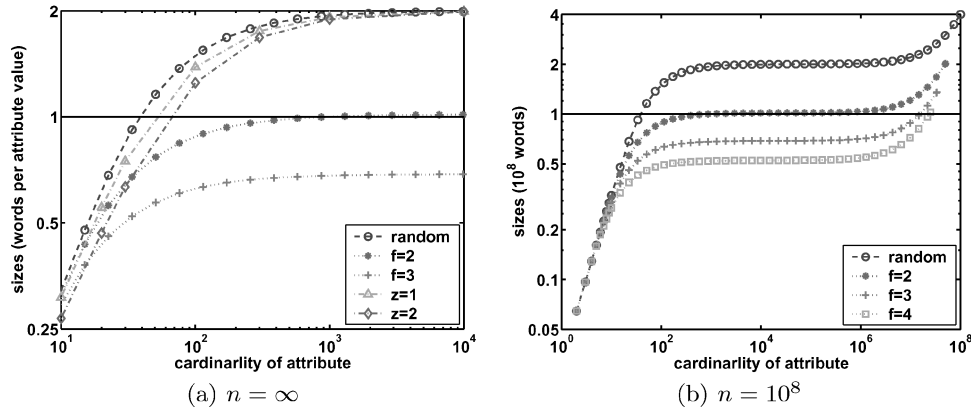 2
1
0.5
0.25
sizes (words per attribute value)
random
f=2
f=3
z=1
z=2
10^1
10^2
10^3
10^4
cardinarlity of attribute
(a) n = ∞
4
2
1
0.5
0.2
0.1
0.05
sizes (10^8 words)
random
f=2
f=3
f=4
10^0
10^2
10^4
10^6
10^8
cardinarlity of attribute
(b) n = 10^8